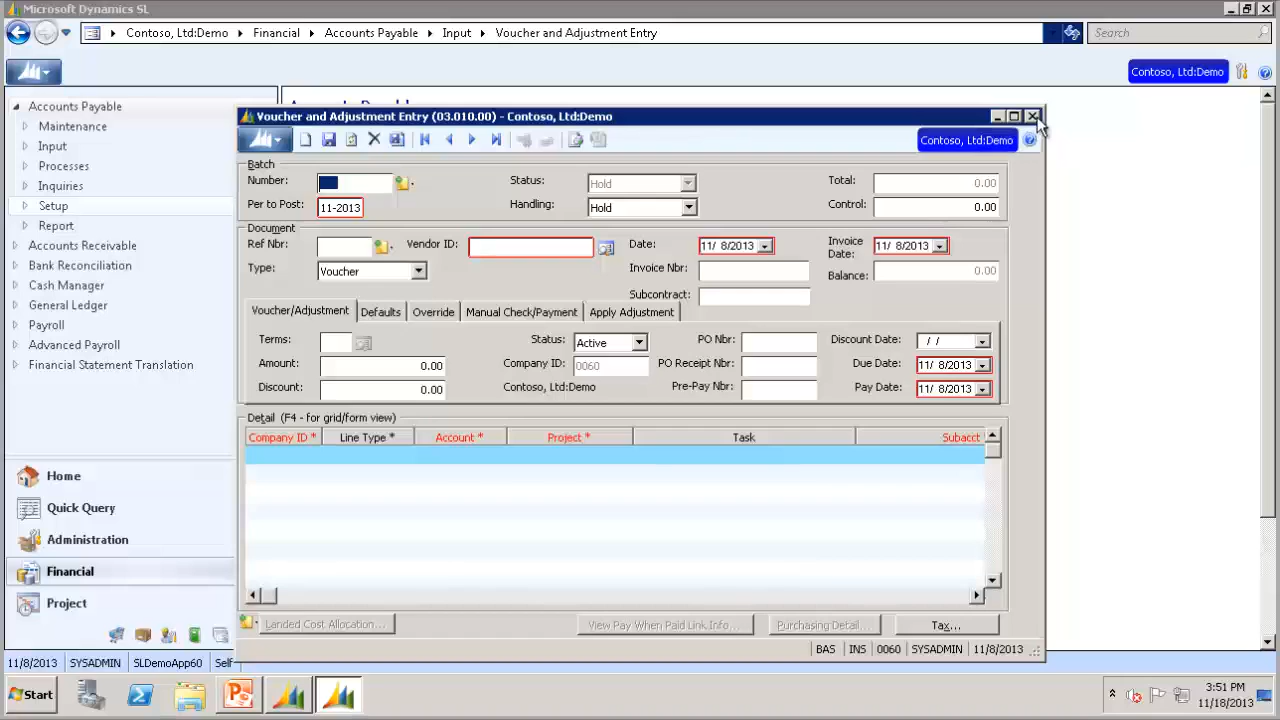 Microsoft Dynamics SL
Contoso, Ltd:Demo Financial Accounts Payable Input Voucher and Adjustment Entry
Search
Contoso, Ltd:Demo
Accounts Payable
Maintenance
Input
Processes
Inquiries
Setup
Report
Accounts Receivable
Bank Reconciliation
Cash Manager
General Ledger
Payroll
Advanced Payroll
Financial Statement Translation
Home
Quick Query
Administration
Financial
Project
Voucher and Adjustment Entry (03.010.00) - Contoso, Ltd:Demo
Contoso, Ltd:Demo
Batch
Number: Status: Hold Total: 0.00
Per to Post: 11-2013 Handling: Hold Control: 0.00
Document
Ref Nbr: Vendor ID: Date: 11/ 8/2013 Invoice Date: 11/ 8/2013
Type: Voucher Invoice Nbr: Balance: 0.00
Subcontract:
Voucher/Adjustment Defaults Override Manual Check/Payment Apply Adjustment
Terms: Status: Active PO Nbr: Discount Date: / /
Amount: 0.00 Company ID: 0060 PO Receipt Nbr: Due Date: 11/ 8/2013
Discount: 0.00 Contoso, Ltd:Demo Pre-Pay Nbr: Pay Date: 11/ 8/2013
Detail (F4 - for grid/form view)
Company ID * Line Type * Account * Project * Task Subacct
Landed Cost Allocation... View Pay When Paid Link Info... Purchasing Detail... Tax...
BAS INS 0060 SYSADMIN 11/8/2013
11/8/2013 SYSADMIN SLDemoApp60 Self
Start
3:51 PM
11/18/2013